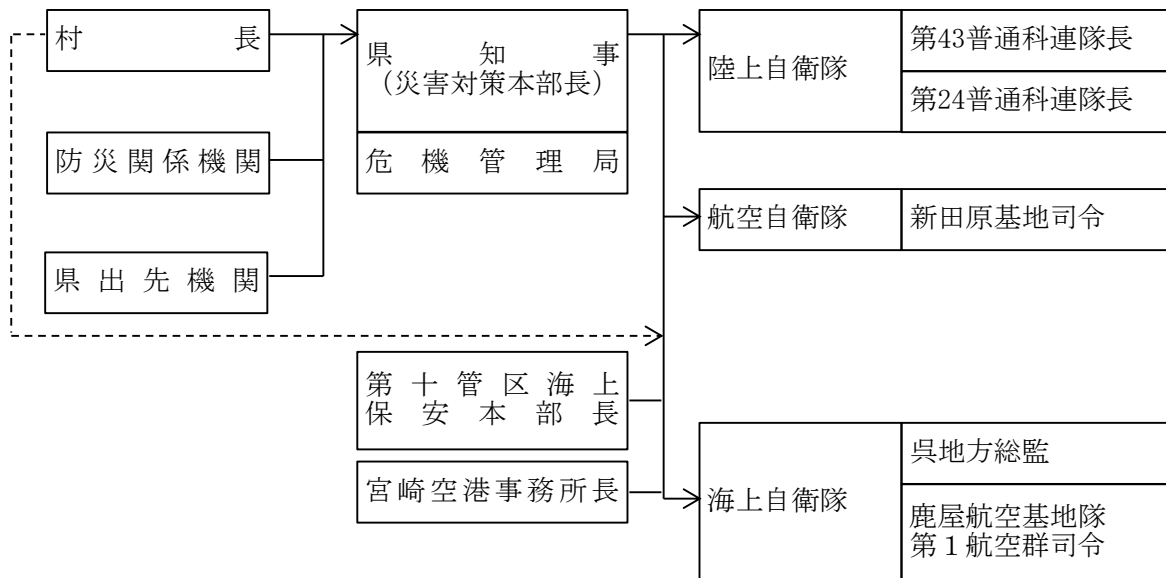 村長
県知事
（災害対策本部長）
危機管理局
防災関係機関
県出先機関
第十管区海上
保安本部長
宮崎空港事務所長
陸上自衛隊
第43普通科連隊長
第24普通科連隊長
航空自衛隊
新田原基地司令
海上自衛隊
呉地方総監
鹿屋航空基地隊
第１航空群司令